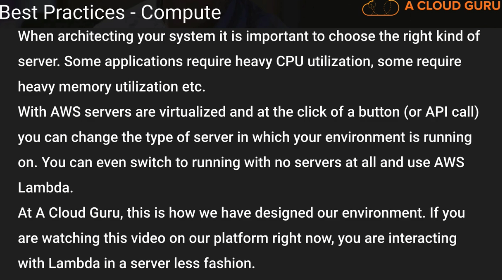 Best Practices - Compute
A CLOUD GURU
When architecting your system it is important to choose the right kind of
server. Some applications require heavy CPU utilization, some require
heavy memory utilization etc.
With AWS servers are virtualized and at the click of a button (or API call)
you can change the type of server in which your environment is running
on. You can even switch to running with no servers at all and use AWS
Lambda.
At A Cloud Guru, this is how we have designed our environment. If you
are watching this video on our platform right now, you are interacting
with Lambda in a server less fashion.